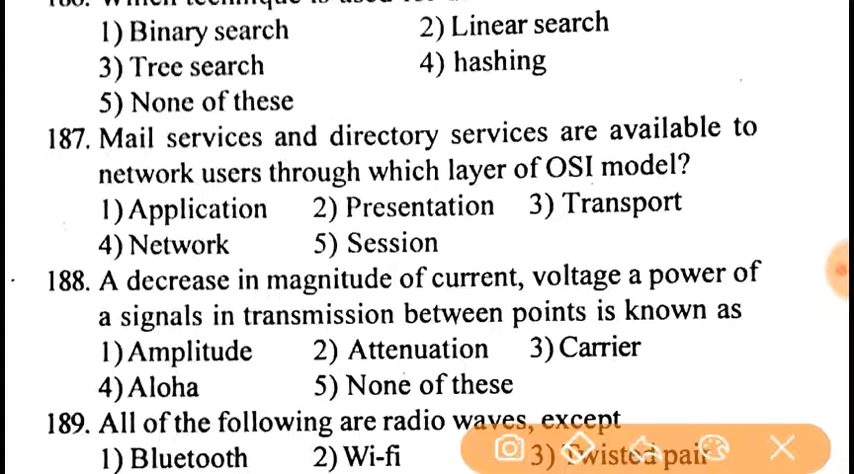 1) Binary search 2) Linear search
3) Tree search 4) hashing
5) None of these
187. Mail services and directory services are available to
network users through which layer of OSI model?
1) Application 2) Presentation 3) Transport
4) Network 5) Session
188. A decrease in magnitude of current, voltage a power of
a signals in transmission between points is known as
1) Amplitude 2) Attenuation 3) Carrier
4) Aloha 5) None of these
189. All of the following are radio waves, except
1) Bluetooth 2) Wi-fi 3) Twisted pair